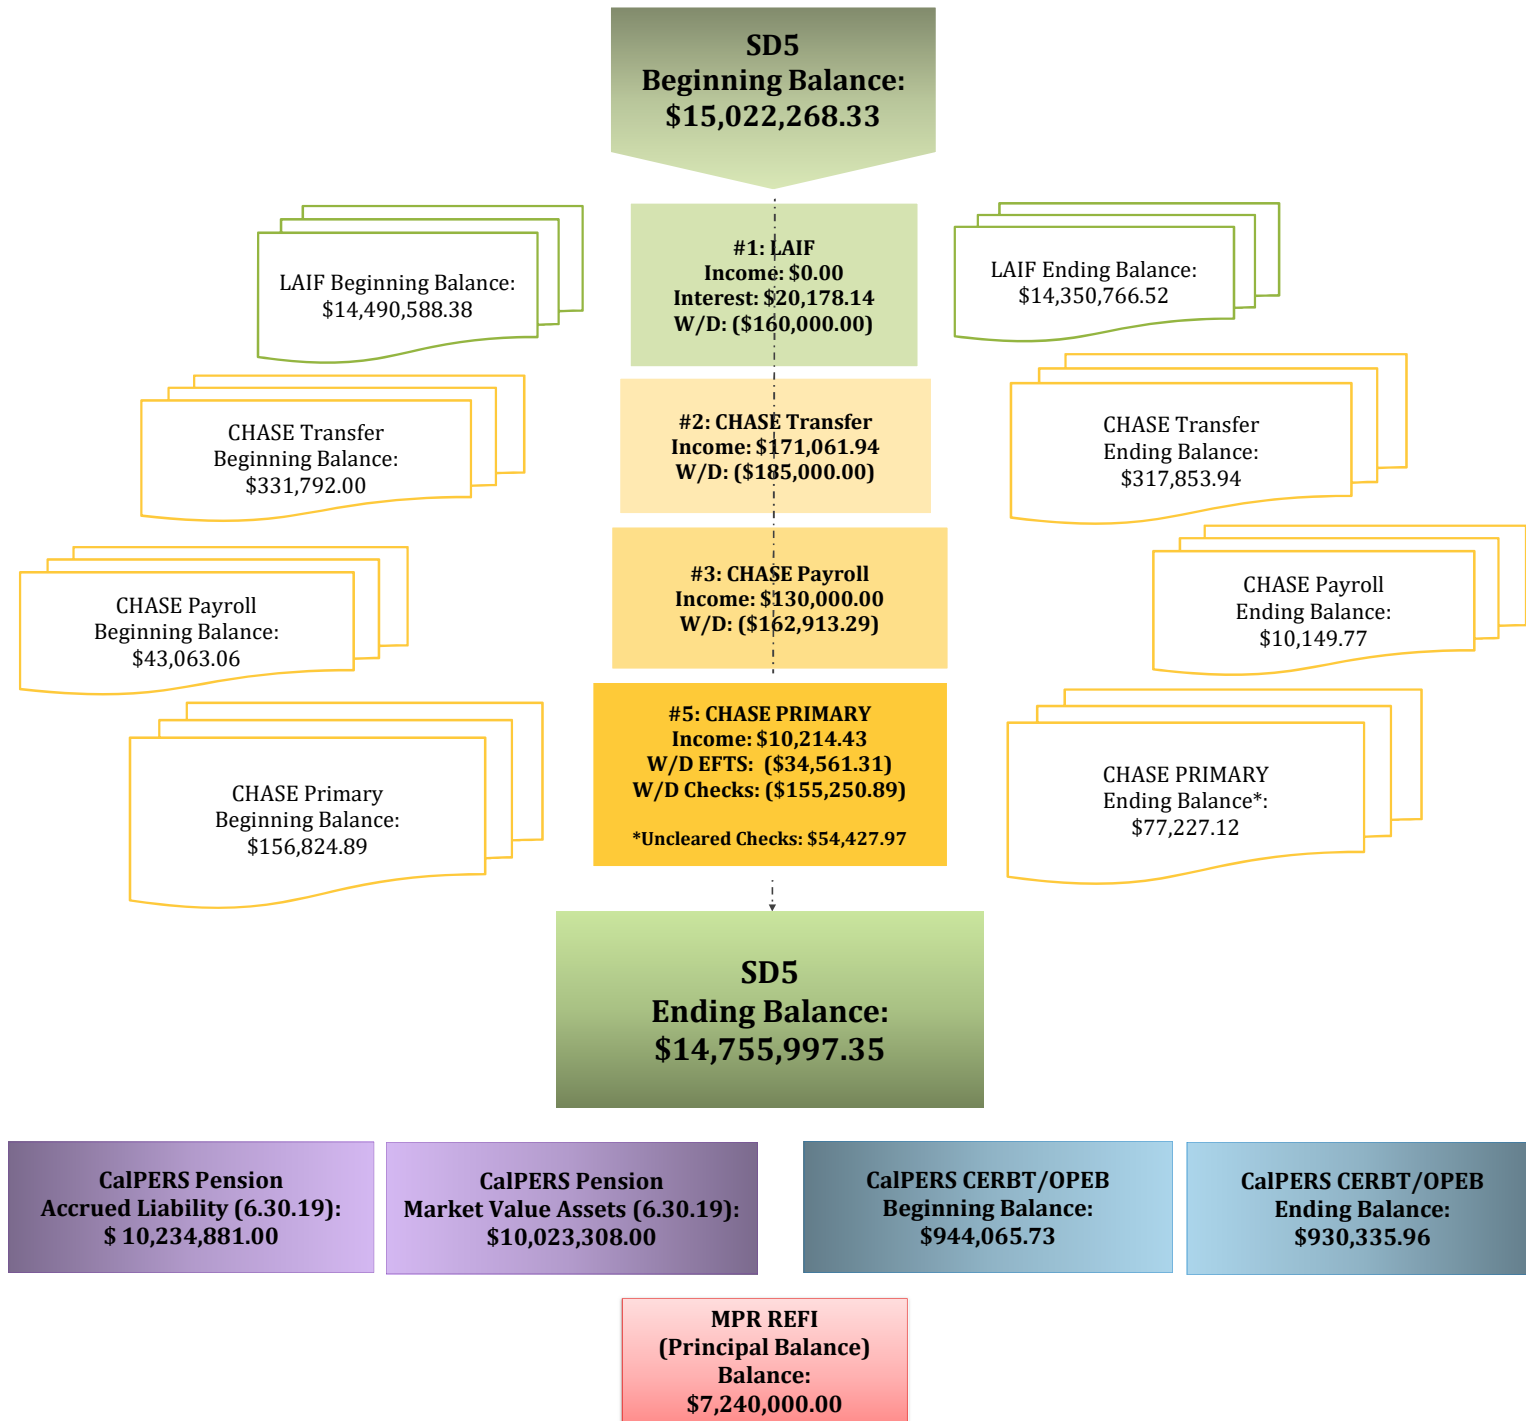 SD5
Beginning Balance:
$15,022,268.33
LAIF Beginning Balance:
$14,490,588.38
#1: LAIF
Income: $0.00
Interest: $20,178.14
W/D: ($160,000.00)
LAIF Ending Balance:
$14,350,766.52
CHASE Transfer
Beginning Balance:
$331,792.00
#2: CHASE Transfer
Income: $171,061.94
W/D: ($185,000.00)
CHASE Transfer
Ending Balance:
$317,853.94
CHASE Payroll
Beginning Balance:
$43,063.06
#3: CHASE Payroll
Income: $130,000.00
W/D: ($162,913.29)
CHASE Payroll
Ending Balance:
$10,149.77
CHASE Primary
Beginning Balance:
$156,824.89
#5: CHASE PRIMARY
Income: $10,214.43
W/D EFTS: ($34,561.31)
W/D Checks: ($155,250.89)
*Uncleared Checks: $54,427.97
CHASE PRIMARY
Ending Balance*:
$77,227.12
SD5
Ending Balance:
$14,755,997.35
CalPERS Pension
Accrued Liability (6.30.19):
$ 10,234,881.00
CalPERS Pension
Market Value Assets (6.30.19):
$10,023,308.00
CalPERS CERBT/OPEB
Beginning Balance:
$944,065.73
CalPERS CERBT/OPEB
Ending Balance:
$930,335.96
MPR REFI
(Principal Balance)
Balance:
$7,240,000.00